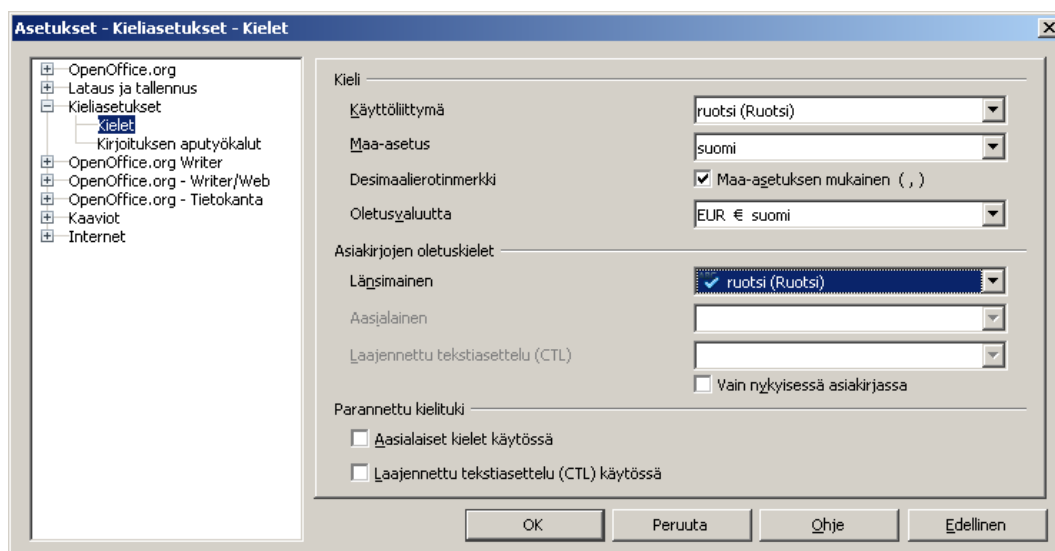 Asetukset - Kieliasetukset - Kielet
OpenOffice.org
Lataus ja tallennus
Kieliasetukset
Kielet
Kirjoituksen aputyökalut
OpenOffice.org Writer
OpenOffice.org - Writer/Web
OpenOffice.org - Tietokanta
Kaaviot
Internet
Kieli
Käyttöliittymä ruotsi (Ruotsi)
Maa-asetus suomi
Desimaalierotinmerkki Maa-asetuksen mukainen ( , )
Oletusvaluutta EUR € suomi
Asiakirjojen oletuskielet
Länsimainen ruotsi (Ruotsi)
Aasialainen
Laajennettu tekstiasettelu (CTL)
Vain nykyisessä asiakirjassa
Parannettu kielituki
Aasialaiset kielet käytössä
Laajennettu tekstiasettelu (CTL) käytössä
OK Peruuta Ohje Edellinen